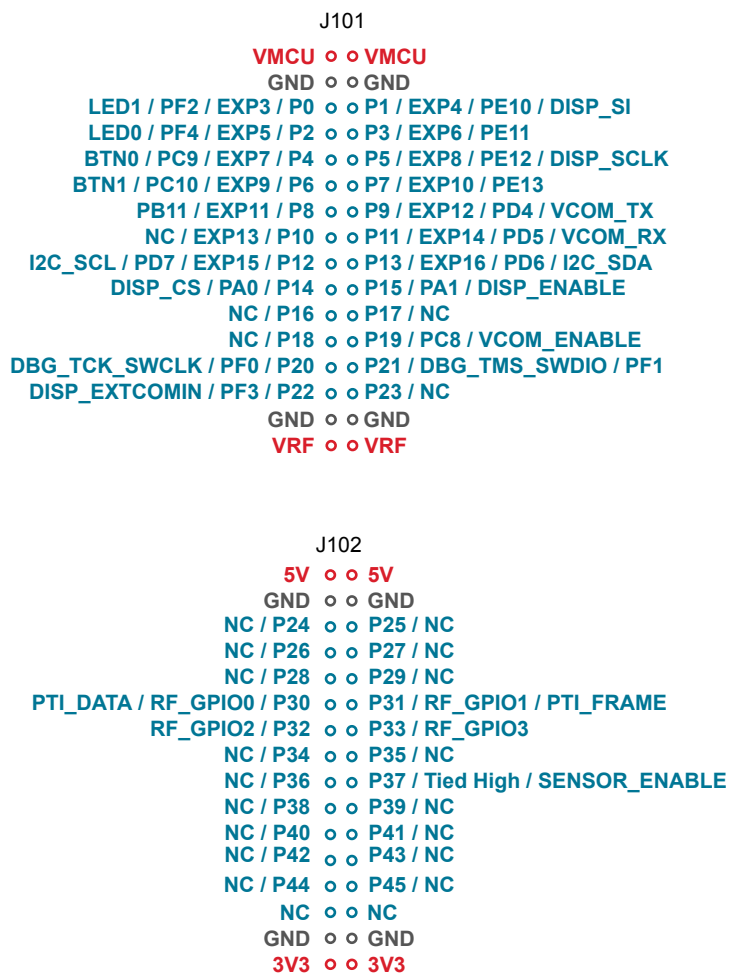 J101
VMCU VMCU
GND GND
LED1 / PF2 / EXP3 / P0 P1 / EXP4 / PE10 / DISP_SI
LED0 / PF4 / EXP5 / P2 P3 / EXP6 / PE11
BTN0 / PC9 / EXP7 / P4 P5 / EXP8 / PE12 / DISP_SCLK
BTN1 / PC10 / EXP9 / P6 P7 / EXP10 / PE13
PB11 / EXP11 / P8 P9 / EXP12 / PD4 / VCOM_TX
NC / EXP13 / P10 P11 / EXP14 / PD5 / VCOM_RX
I2C_SCL / PD7 / EXP15 / P12 P13 / EXP16 / PD6 / I2C_SDA
DISP_CS / PA0 / P14 P15 / PA1 / DISP_ENABLE
NC / P16 P17 / NC
NC / P18 P19 / PC8 / VCOM_ENABLE
DBG_TCK_SWCLK / PF0 / P20 P21 / DBG_TMS_SWDIO / PF1
DISP_EXTCOMIN / PF3 / P22 P23 / NC
GND GND
VRF VRF
J102
5V 5V
GND GND
NC / P24 P25 / NC
NC / P26 P27 / NC
NC / P28 P29 / NC
PTI_DATA / RF_GPIO0 / P30 P31 / RF_GPIO1 / PTI_FRAME
RF_GPIO2 / P32 P33 / RF_GPIO3
NC / P34 P35 / NC
NC / P36 P37 / Tied High / SENSOR_ENABLE
NC / P38 P39 / NC
NC / P40 P41 / NC
NC / P42 P43 / NC
NC / P44 P45 / NC
NC NC
GND GND
3V3 3V3